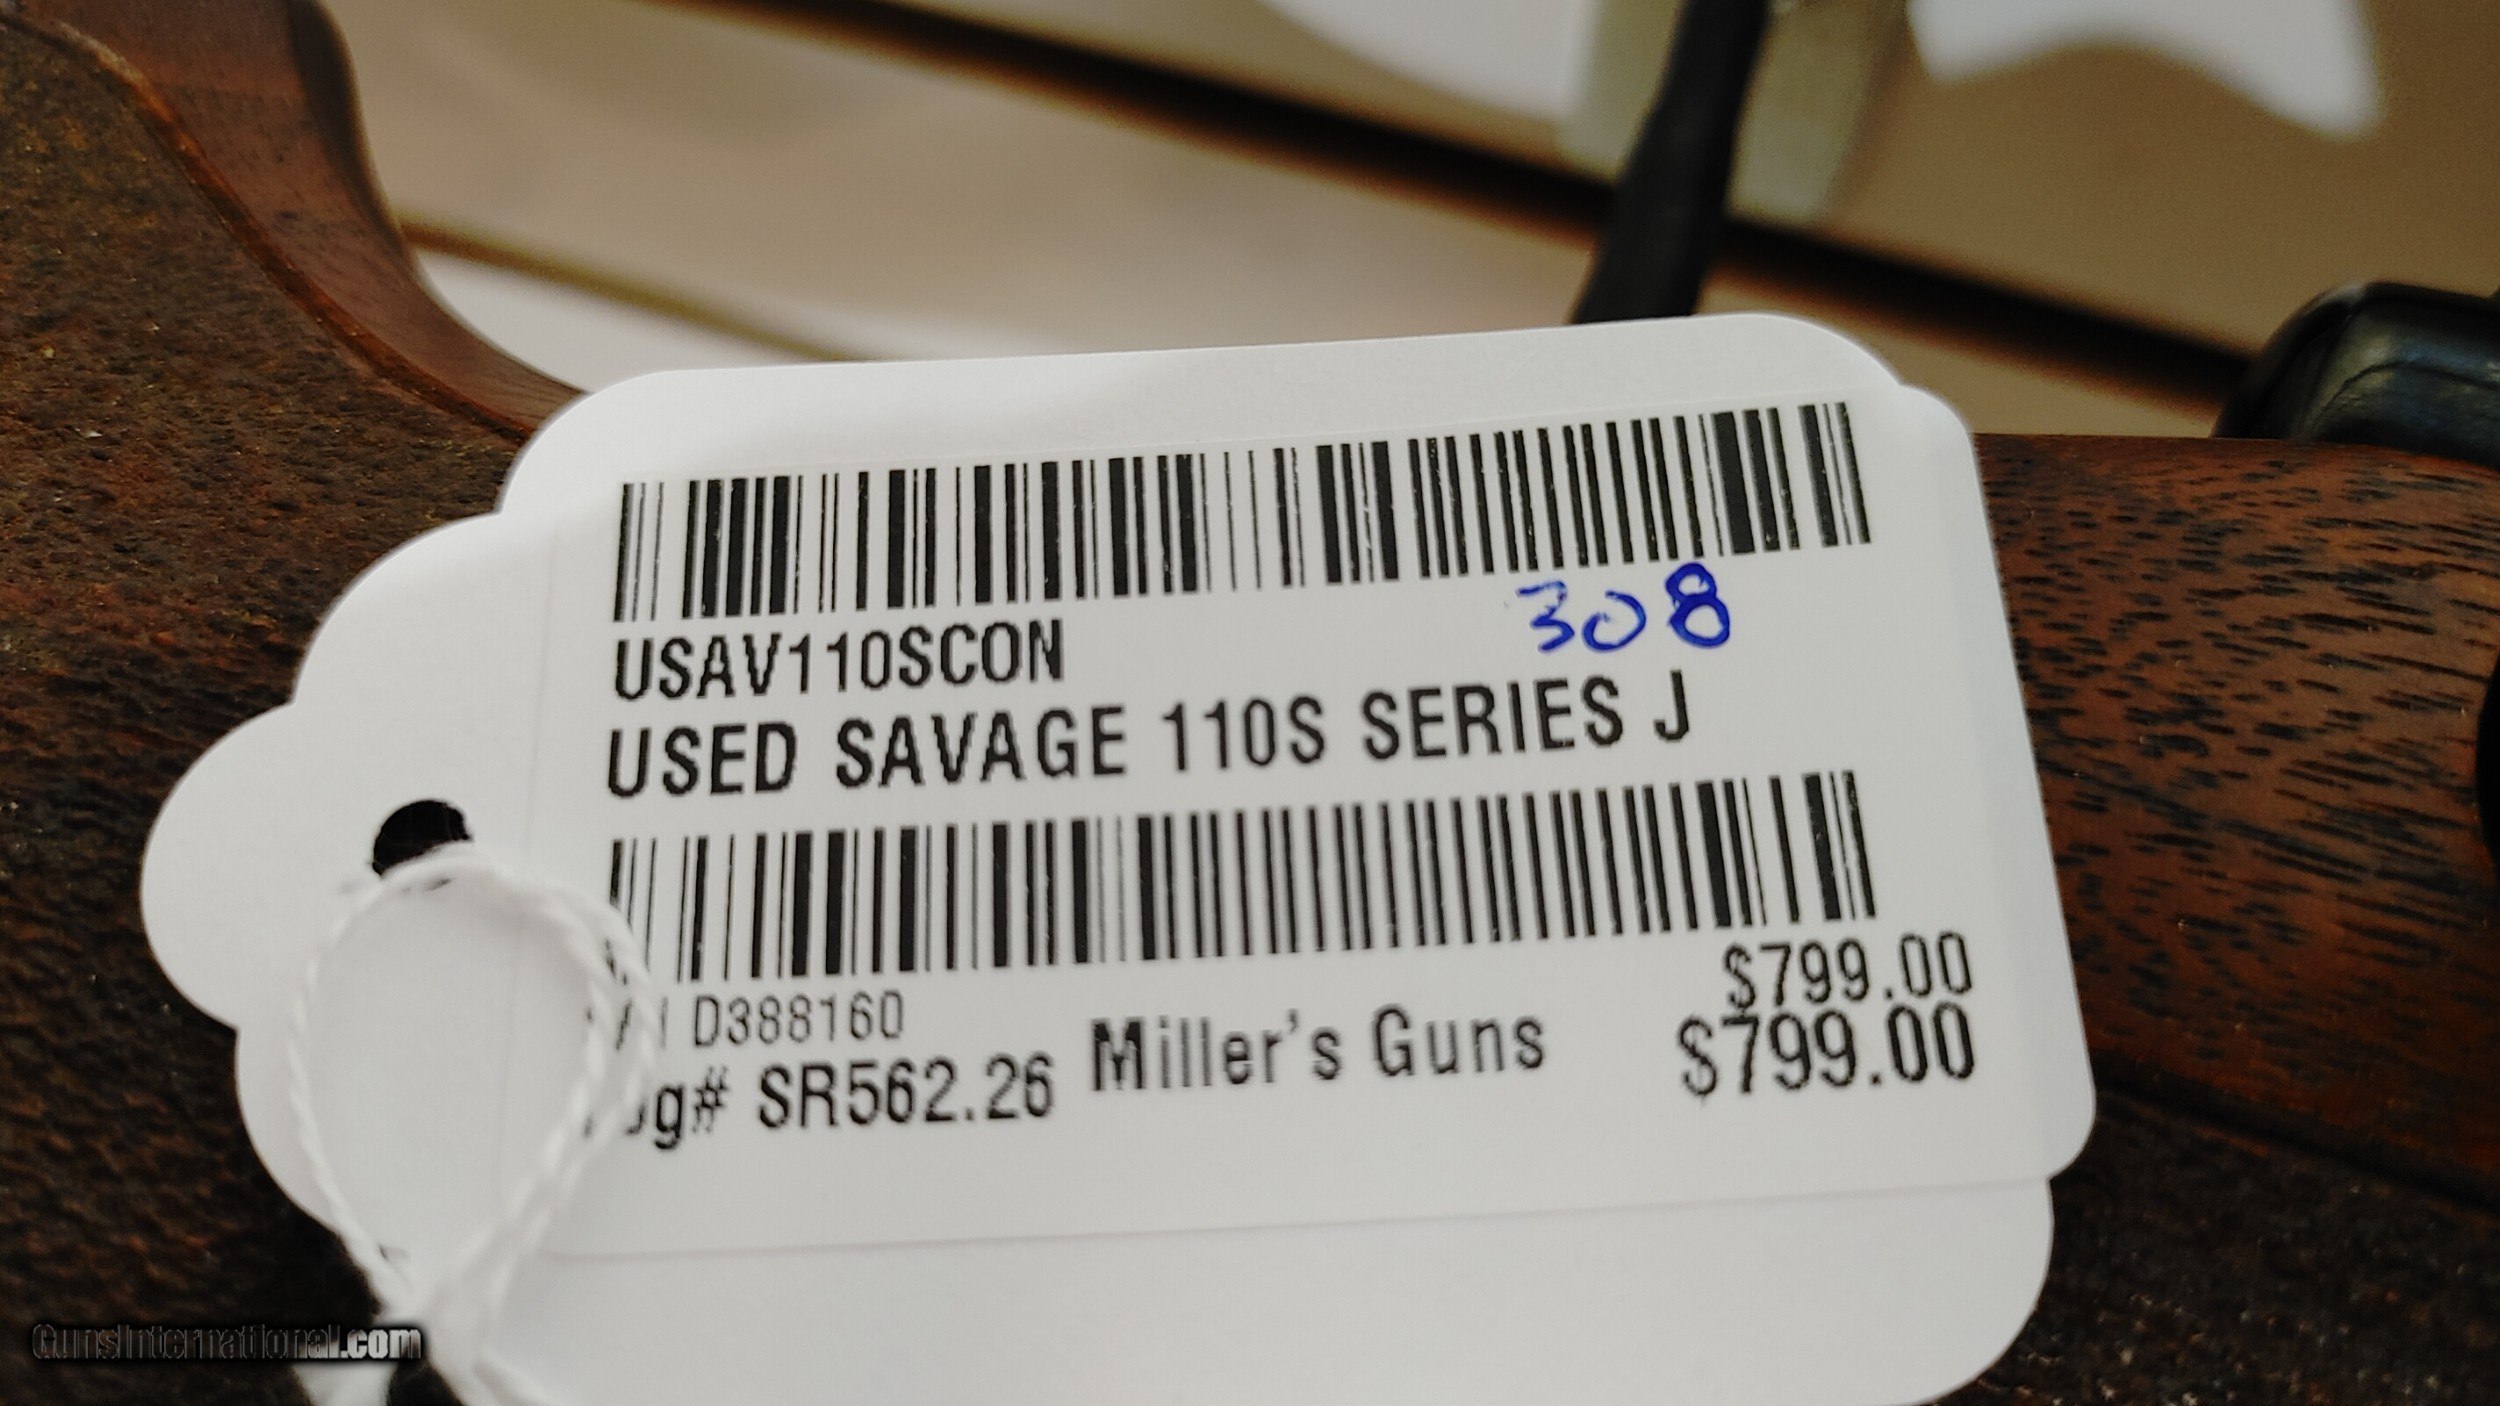 308
USAV110SCON
USED SAVAGE 110S SERIES J
$799.00
D388160
Miller's Guns
$799.00
SR562.26
GunsInternational.com